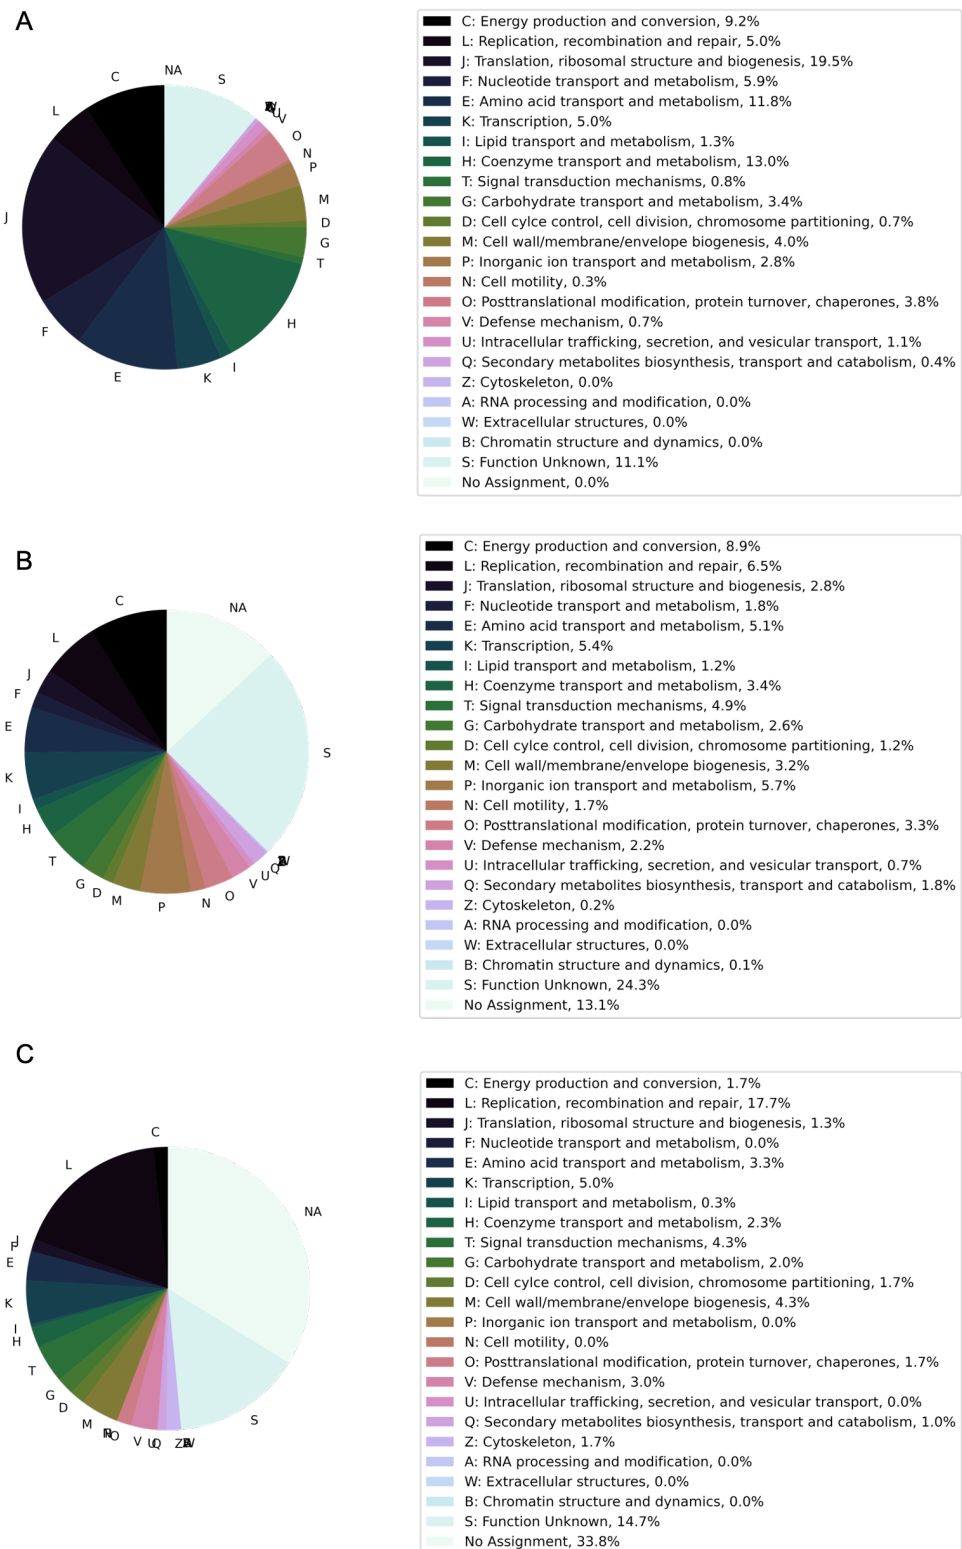 A
C: Energy production and conversion, 9.2%
L: Replication, recombination and repair, 5.0%
J: Translation, ribosomal structure and biogenesis, 19.5%
F: Nucleotide transport and metabolism, 5.9%
E: Amino acid transport and metabolism, 11.8%
K: Transcription, 5.0%
I: Lipid transport and metabolism, 1.3%
H: Coenzyme transport and metabolism, 13.0%
T: Signal transduction mechanisms, 0.8%
G: Carbohydrate transport and metabolism, 3.4%
D: Cell cylce control, cell division, chromosome partitioning, 0.7%
M: Cell wall/membrane/envelope biogenesis, 4.0%
P: Inorganic ion transport and metabolism, 2.8%
N: Cell motility, 0.3%
O: Posttranslational modification, protein turnover, chaperones, 3.8%
V: Defense mechanism, 0.7%
U: Intracellular trafficking, secretion, and vesicular transport, 1.1%
Q: Secondary metabolites biosynthesis, transport and catabolism, 0.4%
Z: Cytoskeleton, 0.0%
A: RNA processing and modification, 0.0%
W: Extracellular structures, 0.0%
B: Chromatin structure and dynamics, 0.0%
S: Function Unknown, 11.1%
No Assignment, 0.0%
NA
S
C
L
J
F
E
K
I
H
T
G
D
M
P
N
O
V
U
B
C: Energy production and conversion, 8.9%
L: Replication, recombination and repair, 6.5%
J: Translation, ribosomal structure and biogenesis, 2.8%
F: Nucleotide transport and metabolism, 1.8%
E: Amino acid transport and metabolism, 5.1%
K: Transcription, 5.4%
I: Lipid transport and metabolism, 1.2%
H: Coenzyme transport and metabolism, 3.4%
T: Signal transduction mechanisms, 4.9%
G: Carbohydrate transport and metabolism, 2.6%
D: Cell cylce control, cell division, chromosome partitioning, 1.2%
M: Cell wall/membrane/envelope biogenesis, 3.2%
P: Inorganic ion transport and metabolism, 5.7%
N: Cell motility, 1.7%
O: Posttranslational modification, protein turnover, chaperones, 3.3%
V: Defense mechanism, 2.2%
U: Intracellular trafficking, secretion, and vesicular transport, 0.7%
Q: Secondary metabolites biosynthesis, transport and catabolism, 1.8%
Z: Cytoskeleton, 0.2%
A: RNA processing and modification, 0.0%
W: Extracellular structures, 0.0%
B: Chromatin structure and dynamics, 0.1%
S: Function Unknown, 24.3%
No Assignment, 13.1%
C
L
J
F
E
K
I
H
T
G
D
M
P
N
O
V
U
Q
S
NA
C
C: Energy production and conversion, 1.7%
L: Replication, recombination and repair, 17.7%
J: Translation, ribosomal structure and biogenesis, 1.3%
F: Nucleotide transport and metabolism, 0.0%
E: Amino acid transport and metabolism, 3.3%
K: Transcription, 5.0%
I: Lipid transport and metabolism, 0.3%
H: Coenzyme transport and metabolism, 2.3%
T: Signal transduction mechanisms, 4.3%
G: Carbohydrate transport and metabolism, 2.0%
D: Cell cylce control, cell division, chromosome partitioning, 1.7%
M: Cell wall/membrane/envelope biogenesis, 4.3%
P: Inorganic ion transport and metabolism, 0.0%
N: Cell motility, 0.0%
O: Posttranslational modification, protein turnover, chaperones, 1.7%
V: Defense mechanism, 3.0%
U: Intracellular trafficking, secretion, and vesicular transport, 0.0%
Q: Secondary metabolites biosynthesis, transport and catabolism, 1.0%
Z: Cytoskeleton, 1.7%
A: RNA processing and modification, 0.0%
W: Extracellular structures, 0.0%
B: Chromatin structure and dynamics, 0.0%
S: Function Unknown, 14.7%
No Assignment, 33.8%
C
L
J
F
E
K
I
H
T
G
D
M
O
V
U
Q
Z
S
NA